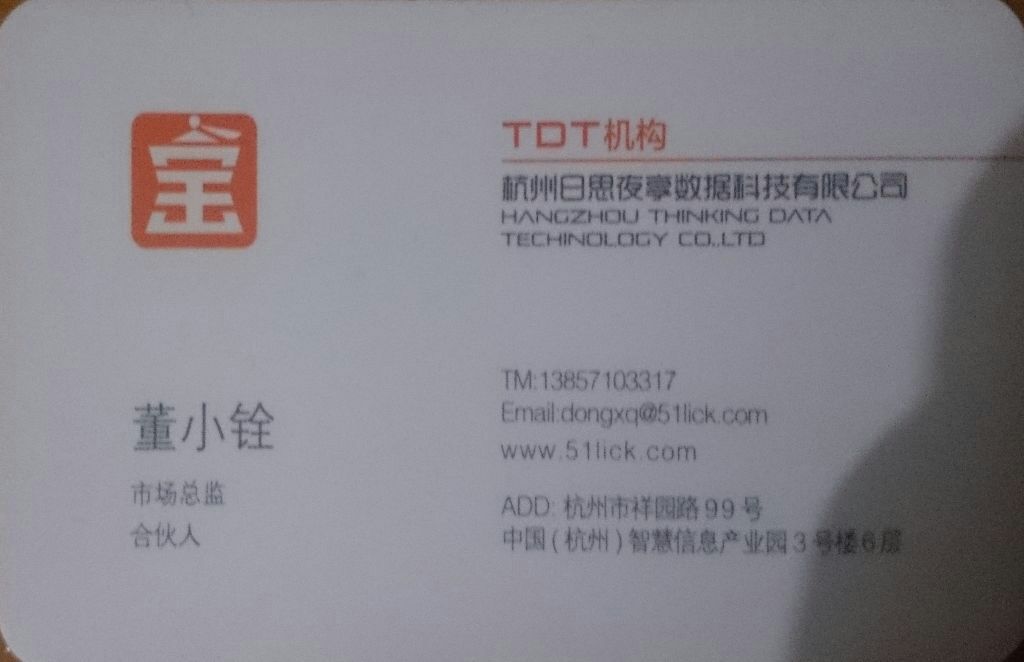 TDT机构
杭州日思夜享数据科技有限公司
HANGZHOU THINKING DATA
TECHINOLOGY CO.,LTD
董小铨
市场总监
合伙人
TM:13857103317
Email:dongxq@51lick.com
www.51lick.com
ADD: 杭州市祥园路99号
中国(杭州)智慧信息产业园3号楼6层